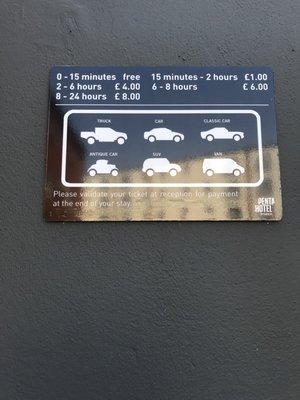 0 - 15 minutes free 15 minutes - 2 hours £1.00
2 - 6 hours £ 4.00 6 - 8 hours £ 6.00
8 - 24 hours £ 8.00
TRUCK CAR CLASSIC CAR
ANTIQUE CAR SUV VAN
Please validate your ticket at reception for payment
at the end of your stay.
PENTA
HOTEL